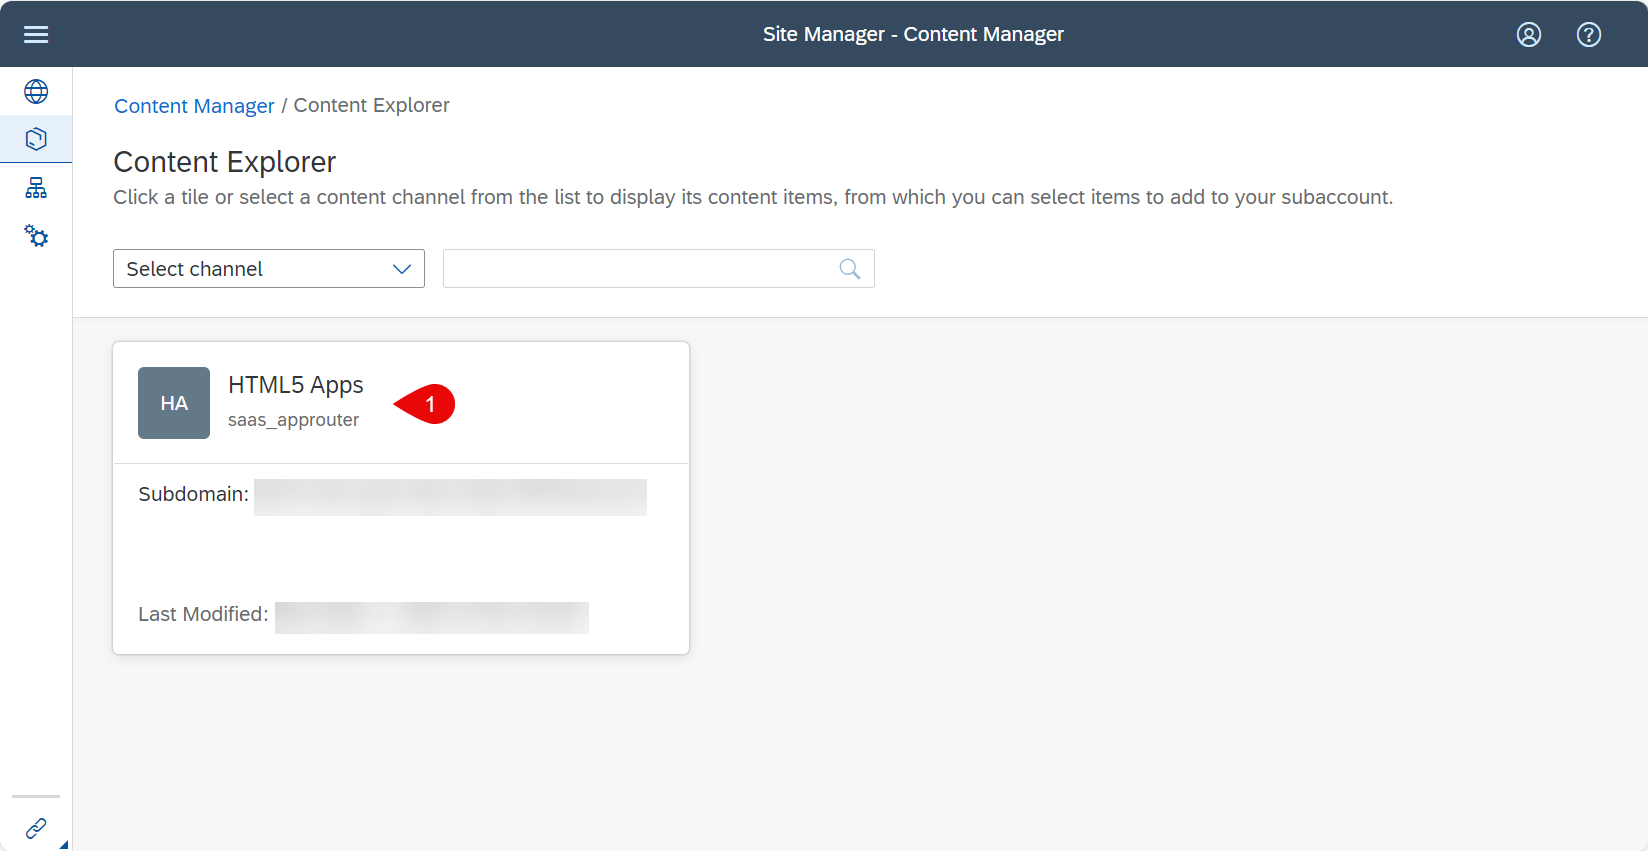 Site Manager - Content Manager
?
Content Manager / Content Explorer
Content Explorer
Click a tile or select a content channel from the list to display its content items, from which you can select items to add to your subaccount.
Select channel
HA
HTML5 Apps
saas_approuter
1
Subdomain:
Last Modified: